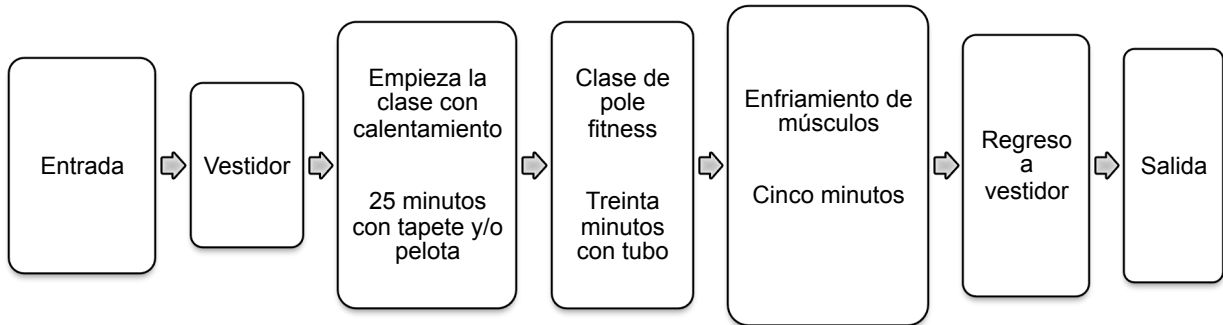 Entrada
Vestidor
Empieza la
clase con
calentamiento
25 minutos
con tapete y/o
pelota
Clase de
pole
fitness
Treinta
minutos
con tubo
Enfriamiento de
músculos
Cinco minutos
Regreso
a
vestidor
Salida